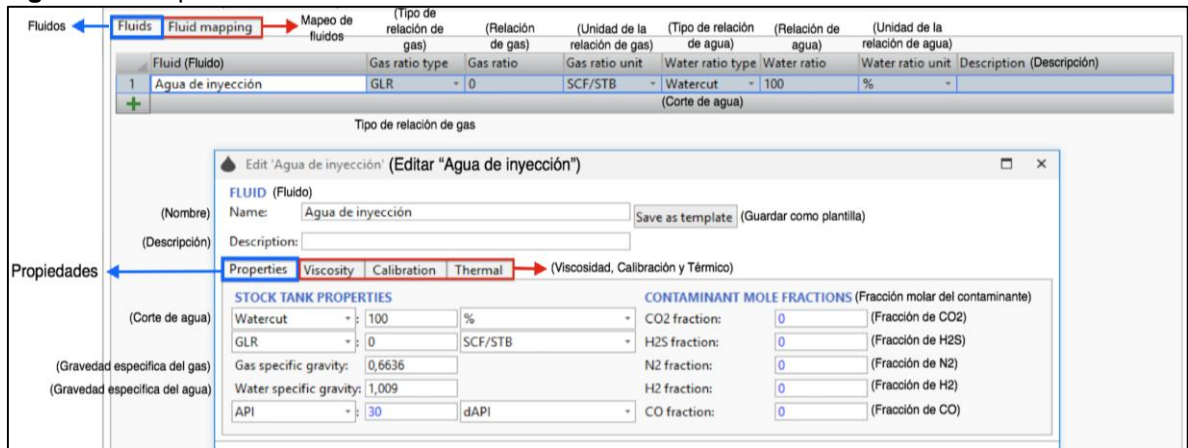 Fluidos
Fluids Fluid mapping
Mapeo de fluidos
(Tipo de relación de gas)
(Relación de gas)
(Unidad de la relación de gas)
(Tipo de relación de agua)
(Relación de agua)
(Unidad de la relación de agua)
Fluid (Fluido) Gas ratio type Gas ratio Gas ratio unit Water ratio type Water ratio Water ratio unit Description (Descripción)
1 Agua de inyección GLR 0 SCF/STB Watercut 100 %
(Corte de agua)
Tipo de relación de gas
Edit 'Agua de inyección' (Editar “Agua de inyección”)
FLUID (Fluido)
(Nombre) Name: Agua de inyección Save as template (Guardar como plantilla)
(Descripción) Description:
Propiedades Properties Viscosity Calibration Thermal (Viscosidad, Calibración y Térmico)
STOCK TANK PROPERTIES CONTAMINANT MOLE FRACTIONS (Fracción molar del contaminante)
(Corte de agua) Watercut : 100 % CO2 fraction: 0 (Fracción de CO2)
GLR : 0 SCF/STB H2S fraction: 0 (Fracción de H2S)
(Gravedad especifica del gas) Gas specific gravity: 0,6636 N2 fraction: 0 (Fracción de N2)
(Gravedad especifica del agua) Water specific gravity: 1,009 H2 fraction: 0 (Fracción de H2)
API : 30 dAPI CO fraction: 0 (Fracción de CO)